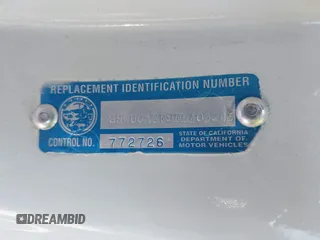 REPLACEMENT IDENTIFICATION NUMBER
CONTROL NO. 772726
STATE OF CALIFORNIA
DEPARTMENT OF
MOTOR VEHICLES
DREAMBID